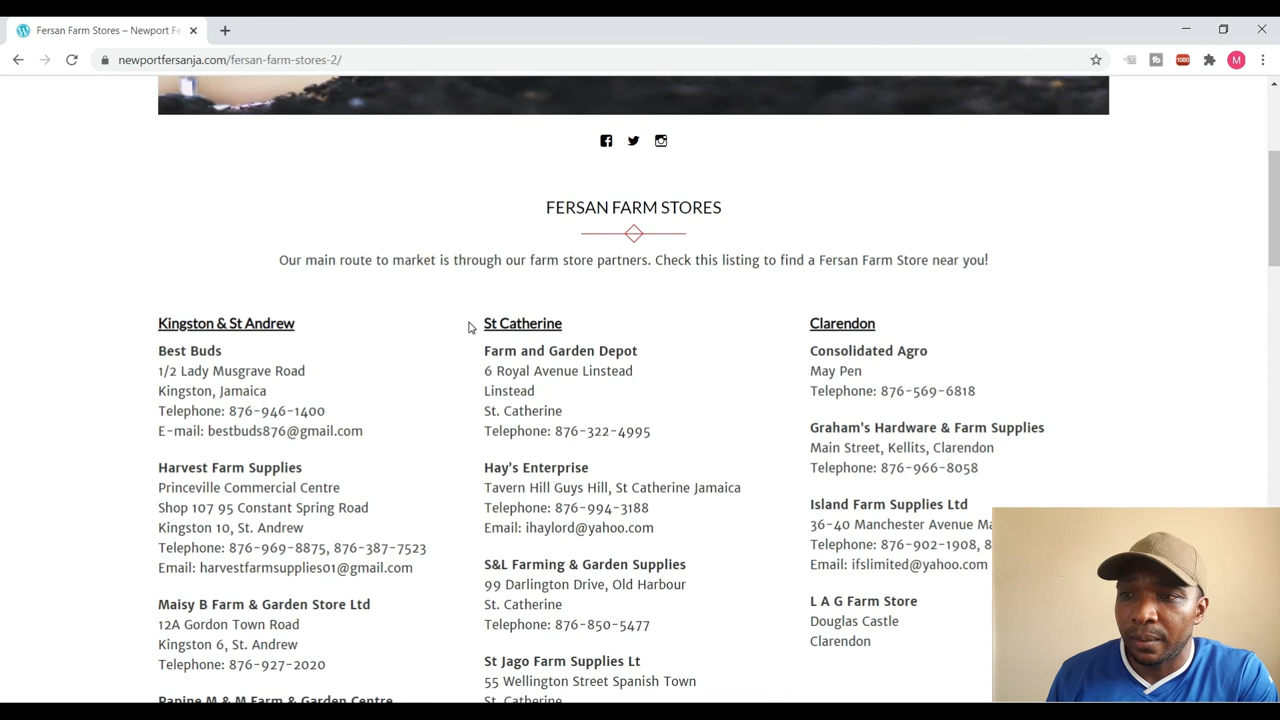 Fersan Farm Stores – Newport Fe
newportfersanja.com/fersan-farm-stores-2/
1080
M
FERSAN FARM STORES
Our main route to market is through our farm store partners. Check this listing to find a Fersan Farm Store near you!
Kingston & St Andrew
Best Buds
1/2 Lady Musgrave Road
Kingston, Jamaica
Telephone: 876-946-1400
E-mail: bestbuds876@gmail.com
Harvest Farm Supplies
Princeville Commercial Centre
Shop 107 95 Constant Spring Road
Kingston 10, St. Andrew
Telephone: 876-969-8875, 876-387-7523
Email: harvestfarmsupplies01@gmail.com
Maisy B Farm & Garden Store Ltd
12A Gordon Town Road
Kingston 6, St. Andrew
Telephone: 876-927-2020
Papine M & M Farm & Garden Centre
St Catherine
Farm and Garden Depot
6 Royal Avenue Linstead
Linstead
St. Catherine
Telephone: 876-322-4995
Hay's Enterprise
Tavern Hill Guys Hill, St Catherine Jamaica
Telephone: 876-994-3188
Email: ihaylord@yahoo.com
S&L Farming & Garden Supplies
99 Darlington Drive, Old Harbour
St. Catherine
Telephone: 876-850-5477
St Jago Farm Supplies Lt
55 Wellington Street Spanish Town
St. Catherine
Clarendon
Consolidated Agro
May Pen
Telephone: 876-569-6818
Graham's Hardware & Farm Supplies
Main Street, Kellits, Clarendon
Telephone: 876-966-8058
Island Farm Supplies Ltd
36-40 Manchester Avenue Ma
Telephone: 876-902-1908, 8
Email: ifslimited@yahoo.com
L A G Farm Store
Douglas Castle
Clarendon